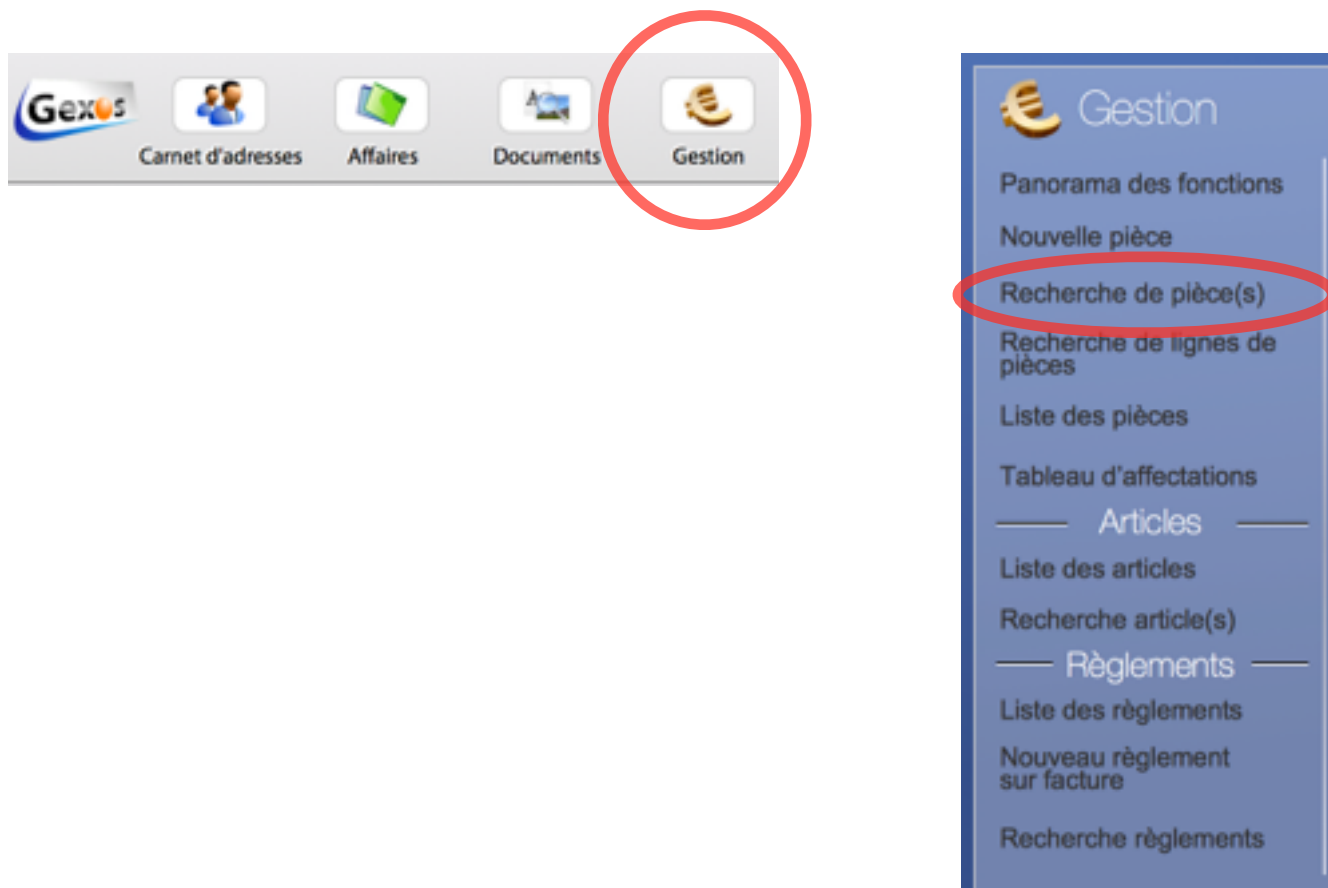 Gexos
Carnet d'adresses
Affaires
Documents
Gestion
Gestion
Panorama des fonctions
Nouvelle pièce
Recherche de pièce(s)
Recherche de lignes de
pièces
Liste des pièces
Tableau d'affectations
Articles
Liste des articles
Recherche article(s)
Règlements
Liste des règlements
Nouveau règlement
sur facture
Recherche règlements